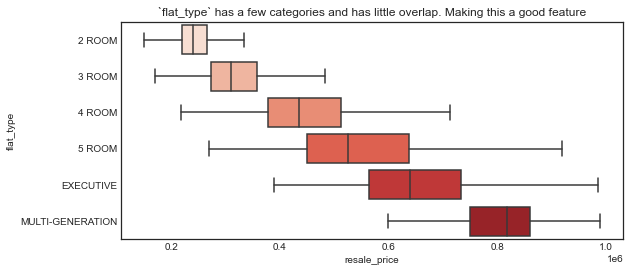 `flat_type` has a few categories and has little overlap. Making this a good feature
2 ROOM
3 ROOM
4 ROOM
5 ROOM
EXECUTIVE
MULTI-GENERATION
flat_type
0.2 0.4 0.6 0.8 1.0
1e6
resale_price